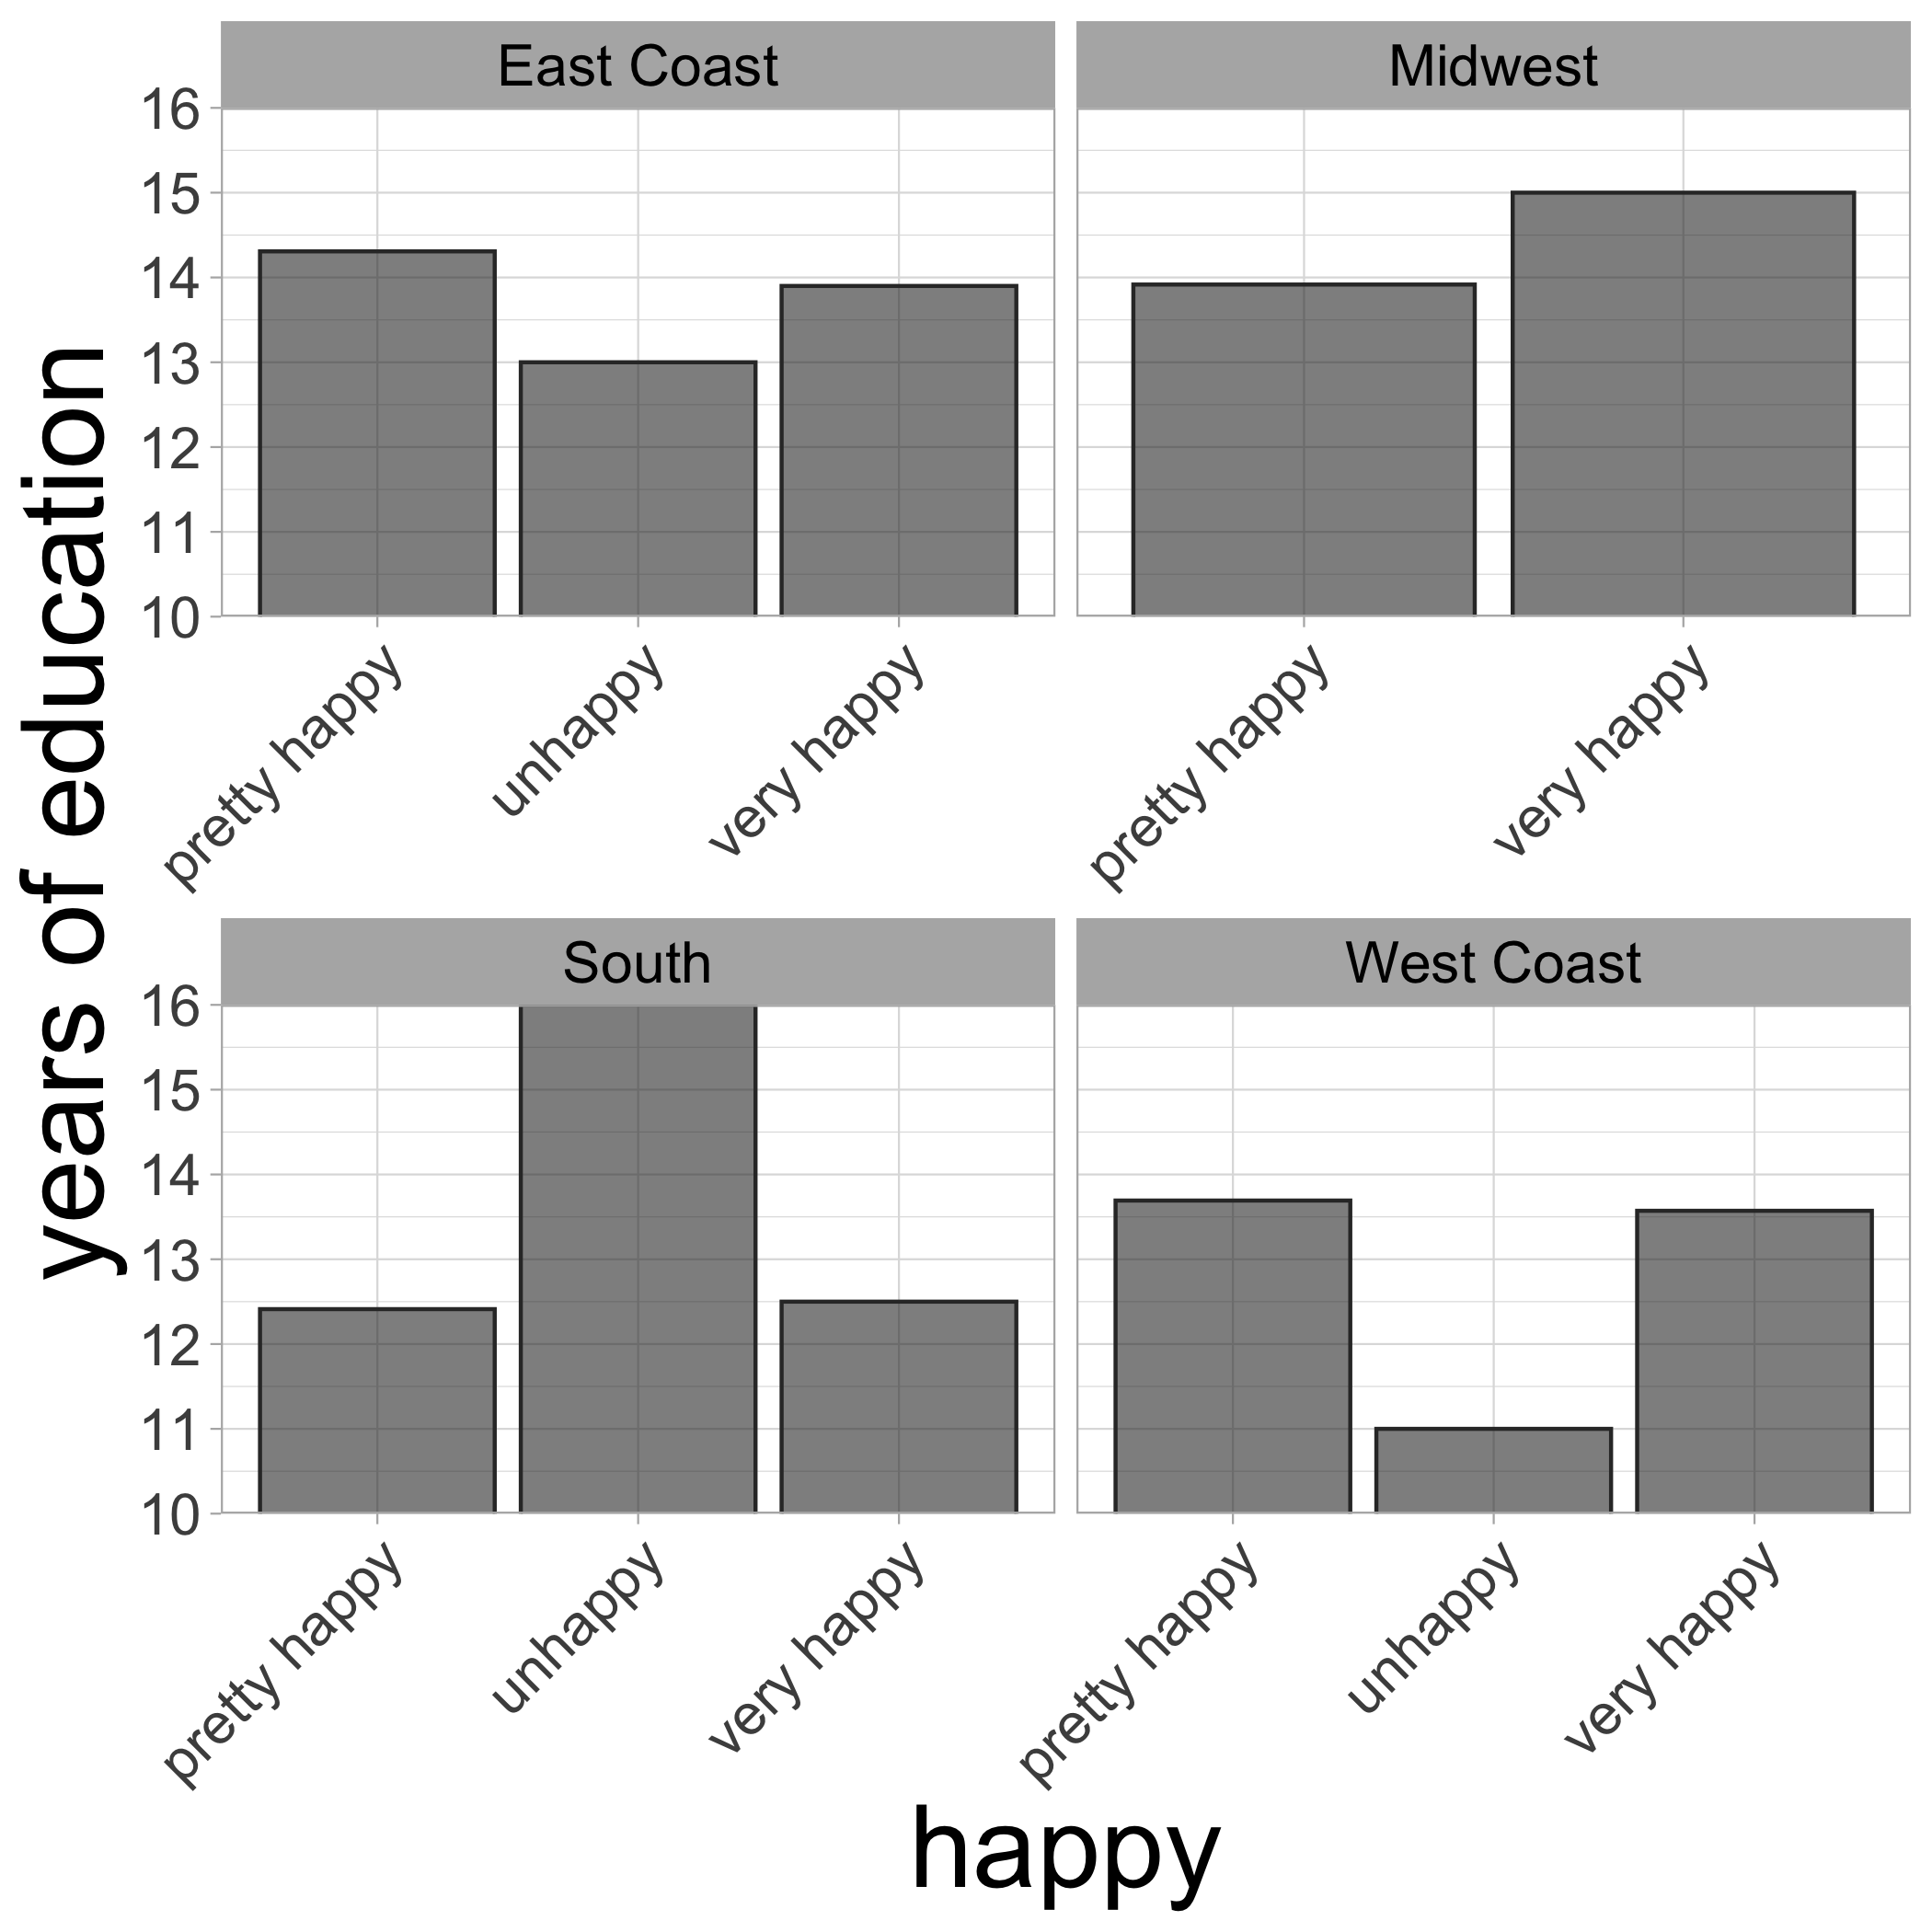 East Coast
Midwest
16
15
14
13
12
11
10
pretty happy
unhappy
very happy
pretty happy
very happy
South
West Coast
16
15
14
13
12
11
10
pretty happy
unhappy
very happy
pretty happy
unhappy
very happy
years of education
happy